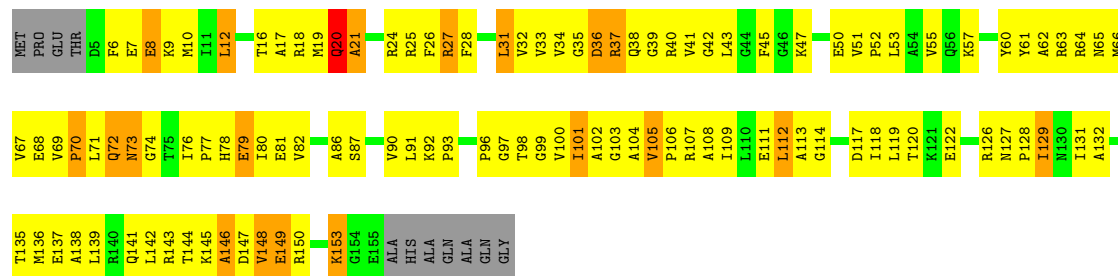 MET PRO GLU THR D5 F6 E7 E8 K9 M10 I11 L12 T16 A17 R18 M19 Q20 A21 R24 R25 F26 R27 F28 L31 V32 V33 V34 G35 D36 R37 Q38 G39 R40 V41 G42 L43 G44 F45 G46 K47 E50 V51 P52 L53 A54 V55 Q56 K57 Y60 Y61 A62 R63 R64 N65 M66
V67 E68 V69 P70 L71 Q72 N73 G74 T75 I76 P77 H78 E79 I80 E81 V82 A86 S87 V90 L91 K92 P93 P96 G97 T98 G99 V100 I101 A102 G103 A104 V105 P106 R107 A108 I109 L110 E111 L112 A113 G114 D117 I118 L119 T120 K121 E122 R126 N127 P128 I129 N130 I131 A132
T135 M136 E137 A138 L139 R140 Q141 L142 R143 T144 K145 A146 D147 V148 E149 R150 K153 G154 E155 ALA HIS ALA GLN ALA GLN GLY